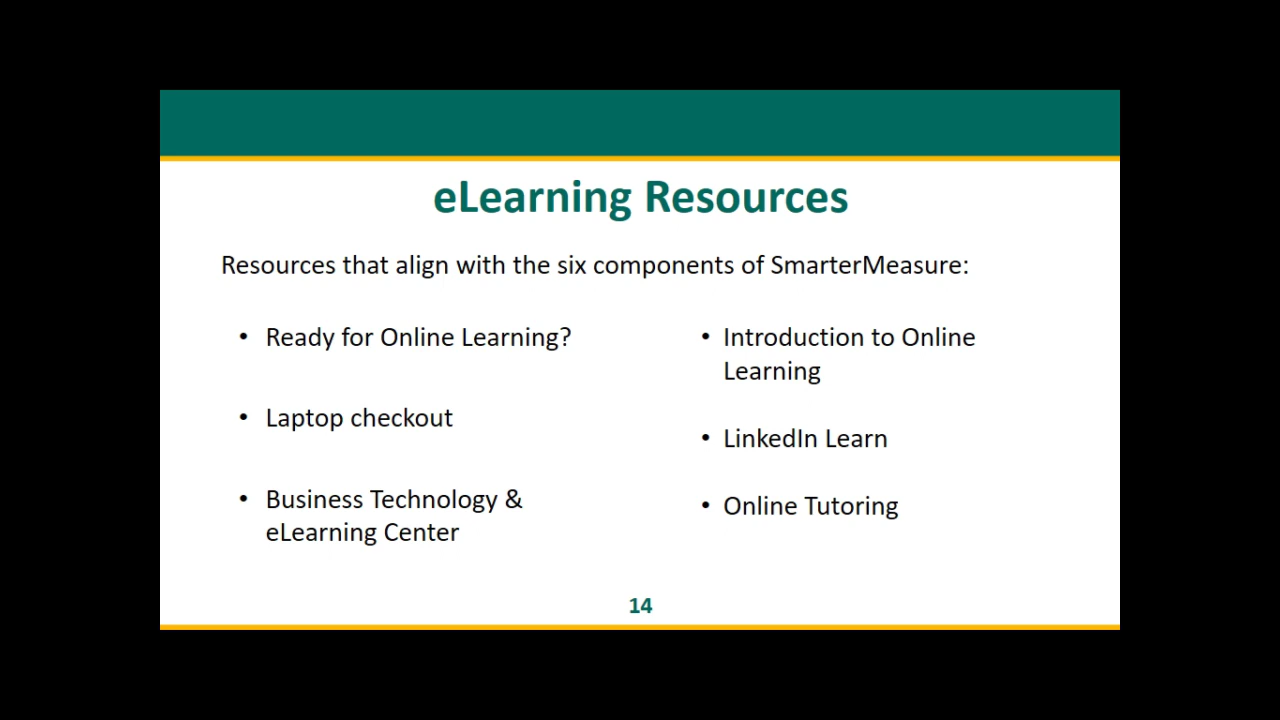 eLearning Resources
Resources that align with the six components of SmarterMeasure:
• Ready for Online Learning?
• Laptop checkout
• Business Technology &
eLearning Center
• Introduction to Online
Learning
• LinkedIn Learn
• Online Tutoring
14